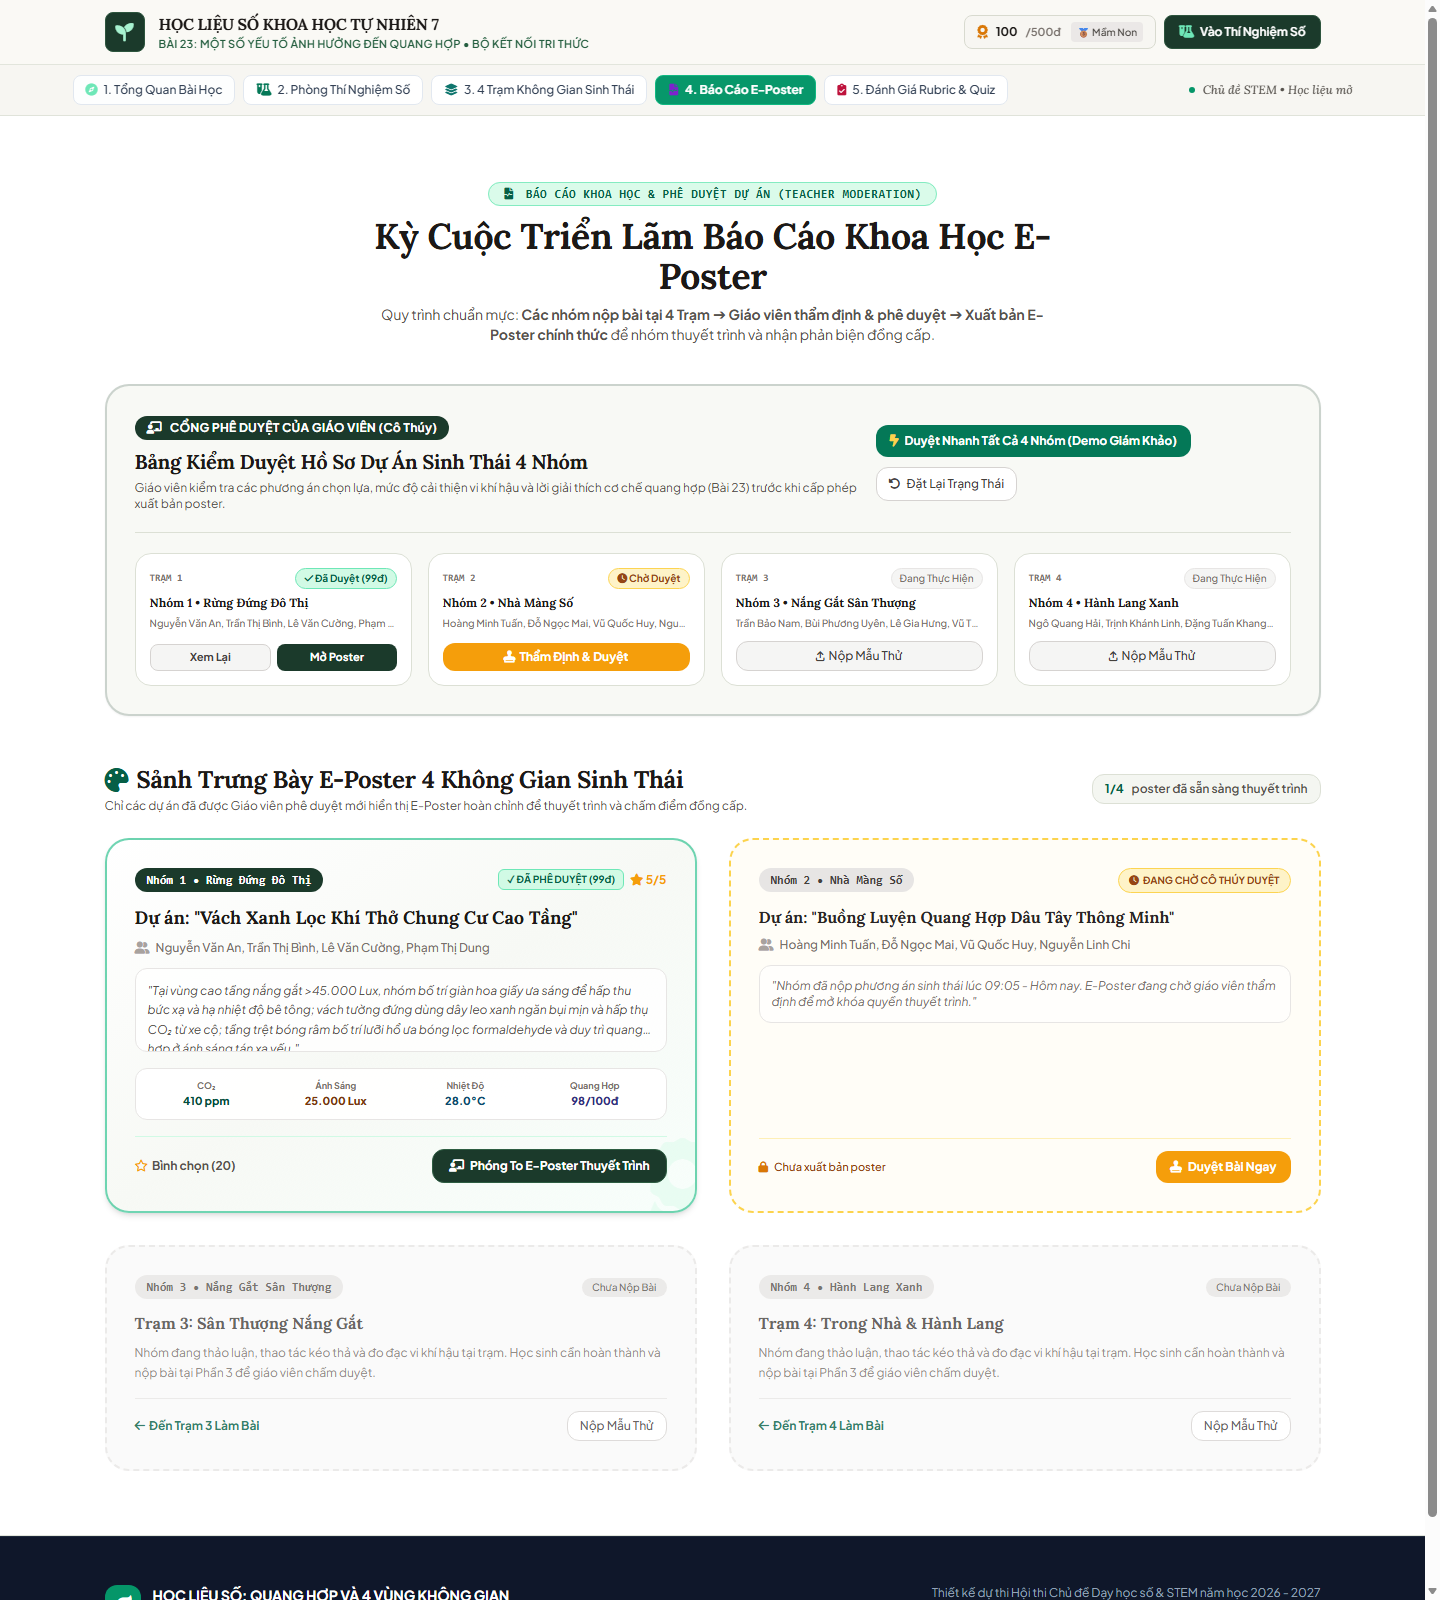 HỌC LIỆU SỐ KHOA HỌC TỰ NHIÊN 7
BÀI 23: MỘT SỐ YẾU TỐ ẢNH HƯỞNG ĐẾN QUANG HỢP • BỘ KẾT NỐI TRI THỨC
100 /500đ Mầm Non
Vào Thí Nghiệm Số
1. Tổng Quan Bài Học
2. Phòng Thí Nghiệm Số
3. 4 Trạm Không Gian Sinh Thái
4. Báo Cáo E-Poster
5. Đánh Giá Rubric & Quiz
Chủ đề STEM • Học liệu mở
BÁO CÁO KHOA HỌC & PHÊ DUYỆT DỰ ÁN (TEACHER MODERATION)
Kỳ Cuộc Triển Lãm Báo Cáo Khoa Học E-
Poster
Quy trình chuẩn mực: Các nhóm nộp bài tại 4 Trạm → Giáo viên thẩm định & phê duyệt → Xuất bản E-
Poster chính thức để nhóm thuyết trình và nhận phản biện đồng cấp.
CỔNG PHÊ DUYỆT CỦA GIÁO VIÊN (Cô Thúy)
Bảng Kiểm Duyệt Hồ Sơ Dự Án Sinh Thái 4 Nhóm
Giáo viên kiểm tra các phương án chọn lựa, mức độ cải thiện vi khí hậu và lời giải thích cơ chế quang hợp (Bài 23) trước khi cấp phép
xuất bản poster.
Duyệt Nhanh Tất Cả 4 Nhóm (Demo Giám Khảo)
Đặt Lại Trạng Thái
TRẠM 1
Đã Duyệt (99đ)
Nhóm 1 • Rừng Đứng Đô Thị
Nguyễn Văn An, Trần Thị Bình, Lê Văn Cường, Phạm ...
Xem Lại
Mở Poster
TRẠM 2
Chờ Duyệt
Nhóm 2 • Nhà Màng Số
Hoàng Minh Tuấn, Đỗ Ngọc Mai, Vũ Quốc Huy, Ngu...
Thẩm Định & Duyệt
TRẠM 3
Đang Thực Hiện
Nhóm 3 • Nắng Gắt Sân Thượng
Trần Bảo Nam, Bùi Phương Uyên, Lê Gia Hưng, Vũ T...
Nộp Mẫu Thử
TRẠM 4
Đang Thực Hiện
Nhóm 4 • Hành Lang Xanh
Ngô Quang Hải, Trịnh Khánh Linh, Đặng Tuấn Khang...
Nộp Mẫu Thử
Sảnh Trưng Bày E-Poster 4 Không Gian Sinh Thái
Chỉ các dự án đã được Giáo viên phê duyệt mới hiển thị E-Poster hoàn chỉnh để thuyết trình và chấm điểm đồng cấp.
1/4 poster đã sẵn sàng thuyết trình
Nhóm 1 • Rừng Đứng Đô Thị
✓ ĐÃ PHÊ DUYỆT (99đ)
5/5
Dự án: "Vách Xanh Lọc Khí Thở Chung Cư Cao Tầng"
Nguyễn Văn An, Trần Thị Bình, Lê Văn Cường, Phạm Thị Dung
"Tại vùng cao tầng nắng gắt >45.000 Lux, nhóm bố trí giàn hoa giấy ưa sáng để hấp thu
bức xạ và hạ nhiệt độ bê tông; vách tường đứng dùng dây leo xanh ngăn bụi mịn và hấp thụ
CO₂ từ xe cộ; tầng trệt bóng râm bố trí lưỡi hổ ưa bóng lọc formaldehyde và duy trì quang...
hợp ở ánh sáng tán xạ yếu."
CO₂
410 ppm
Ánh Sáng
25.000 Lux
Nhiệt Độ
28.0°C
Quang Hợp
98/100đ
Bình chọn (20)
Phóng To E-Poster Thuyết Trình
Nhóm 2 • Nhà Màng Số
ĐANG CHỜ CÔ THÚY DUYỆT
Dự án: "Buồng Luyện Quang Hợp Dâu Tây Thông Minh"
Hoàng Minh Tuấn, Đỗ Ngọc Mai, Vũ Quốc Huy, Nguyễn Linh Chi
"Nhóm đã nộp phương án sinh thái lúc 09:05 - Hôm nay. E-Poster đang chờ giáo viên thẩm
định để mở khóa quyền thuyết trình."
Chưa xuất bản poster
Duyệt Bài Ngay
Nhóm 3 • Nắng Gắt Sân Thượng
Chưa Nộp Bài
Trạm 3: Sân Thượng Nắng Gắt
Nhóm đang thảo luận, thao tác kéo thả và đo đạc vi khí hậu tại trạm. Học sinh cần hoàn thành và
nộp bài tại Phần 3 để giáo viên chấm duyệt.
← Đến Trạm 3 Làm Bài
Nộp Mẫu Thử
Nhóm 4 • Hành Lang Xanh
Chưa Nộp Bài
Trạm 4: Trong Nhà & Hành Lang
Nhóm đang thảo luận, thao tác kéo thả và đo đạc vi khí hậu tại trạm. Học sinh cần hoàn thành và
nộp bài tại Phần 3 để giáo viên chấm duyệt.
← Đến Trạm 4 Làm Bài
Nộp Mẫu Thử
HỌC LIỆU SỐ: QUANG HỢP VÀ 4 VÙNG KHÔNG GIAN
Thiết kế dự thi Hội thi Chủ đề Dạy học số & STEM năm học 2026 - 2027